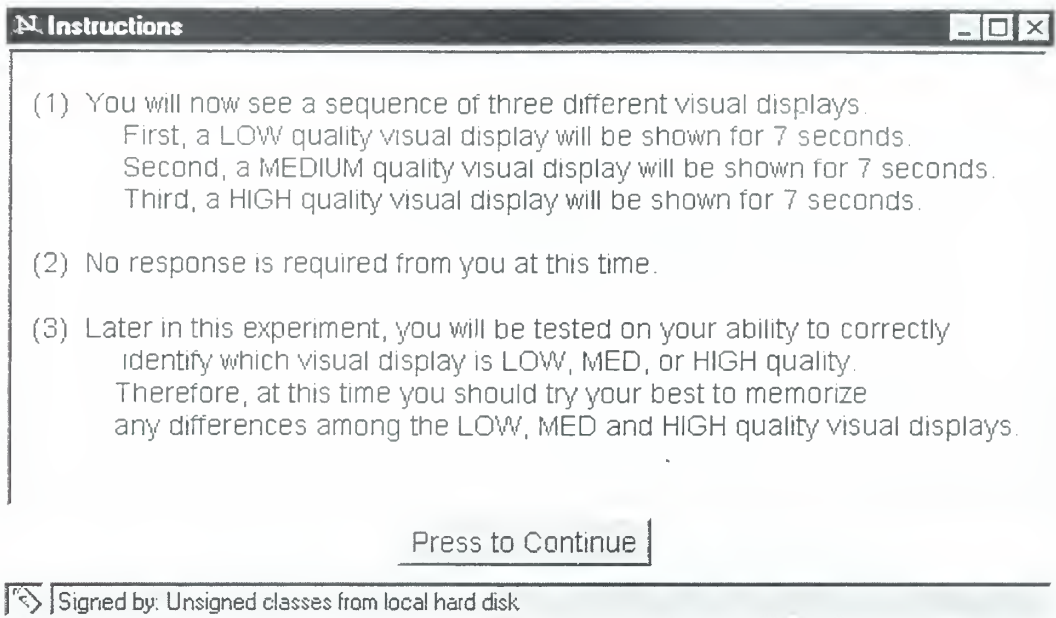 N Instructions
(1) You will now see a sequence of three different visual displays.
First, a LOW quality visual display will be shown for 7 seconds.
Second, a MEDIUM quality visual display will be shown for 7 seconds.
Third, a HIGH quality visual display will be shown for 7 seconds.
(2) No response is required from you at this time.
(3) Later in this experiment, you will be tested on your ability to correctly
identify which visual display is LOW, MED, or HIGH quality.
Therefore, at this time you should try your best to memorize
any differences among the LOW, MED and HIGH quality visual displays.
Press to Continue
Signed by: Unsigned classes from local hard disk